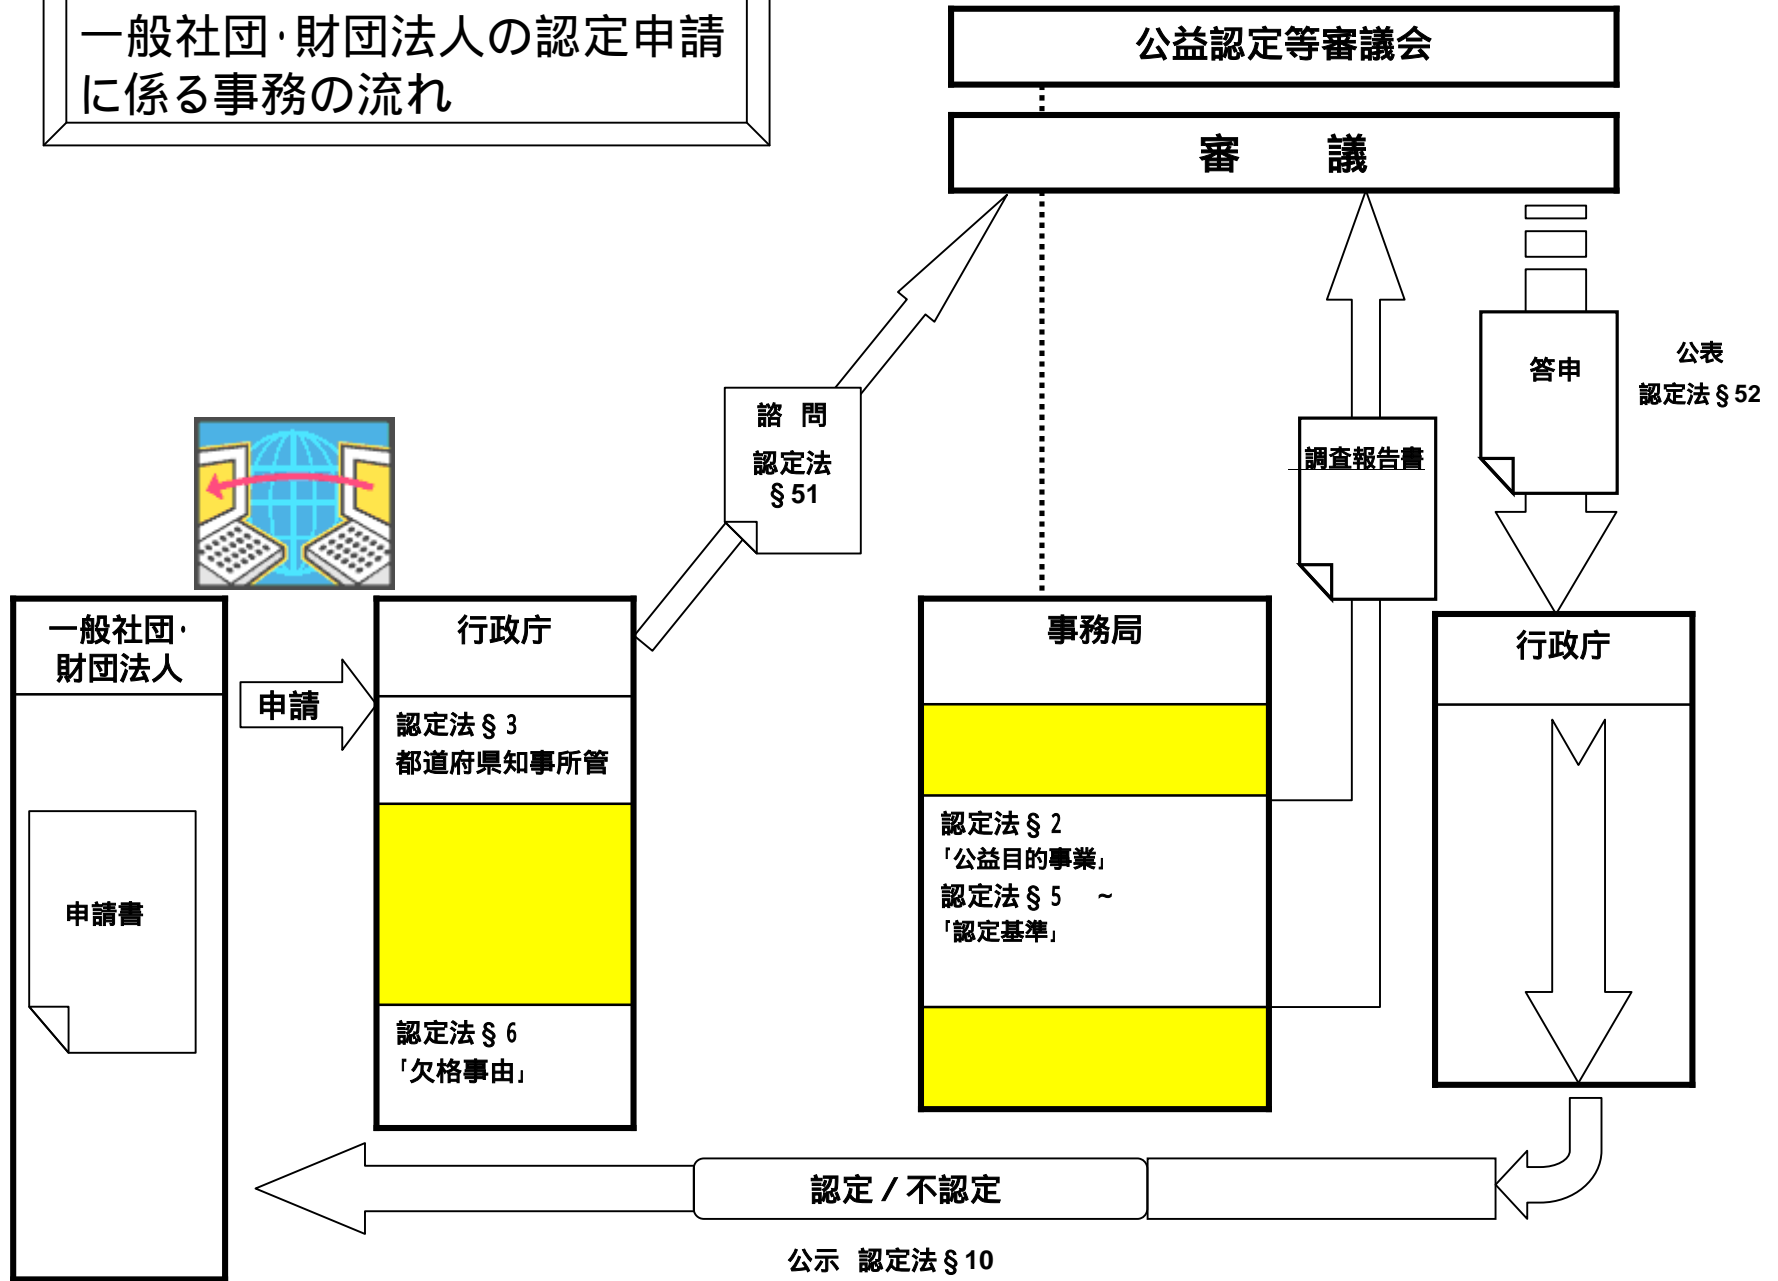 一般社団･財団法人の認定申請
に係る事務の流れ
公益認定等審議会
審　議
答申
公表
認定法§52
諮 問
認定法
§51
調査報告書
一般社団･
財団法人
申請書
申請
行政庁
認定法§3
都道府県知事所管
認定法§6
｢欠格事由｣
事務局
認定法§2
｢公益目的事業｣
認定法§5　~
｢認定基準｣
行政庁
認定/不認定
公示 認定法§10